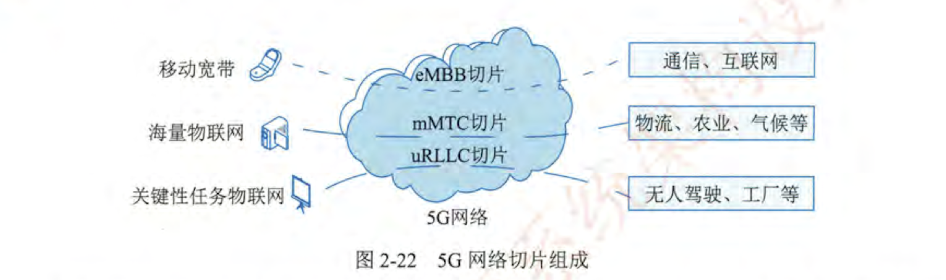 移动宽带
eMBB切片
通信、互联网
海量物联网
mMTC切片
物流、农业、气候等
关键性任务物联网
uRLLC切片
无人驾驶、工厂等
5G网络
图 2-22 5G 网络切片组成